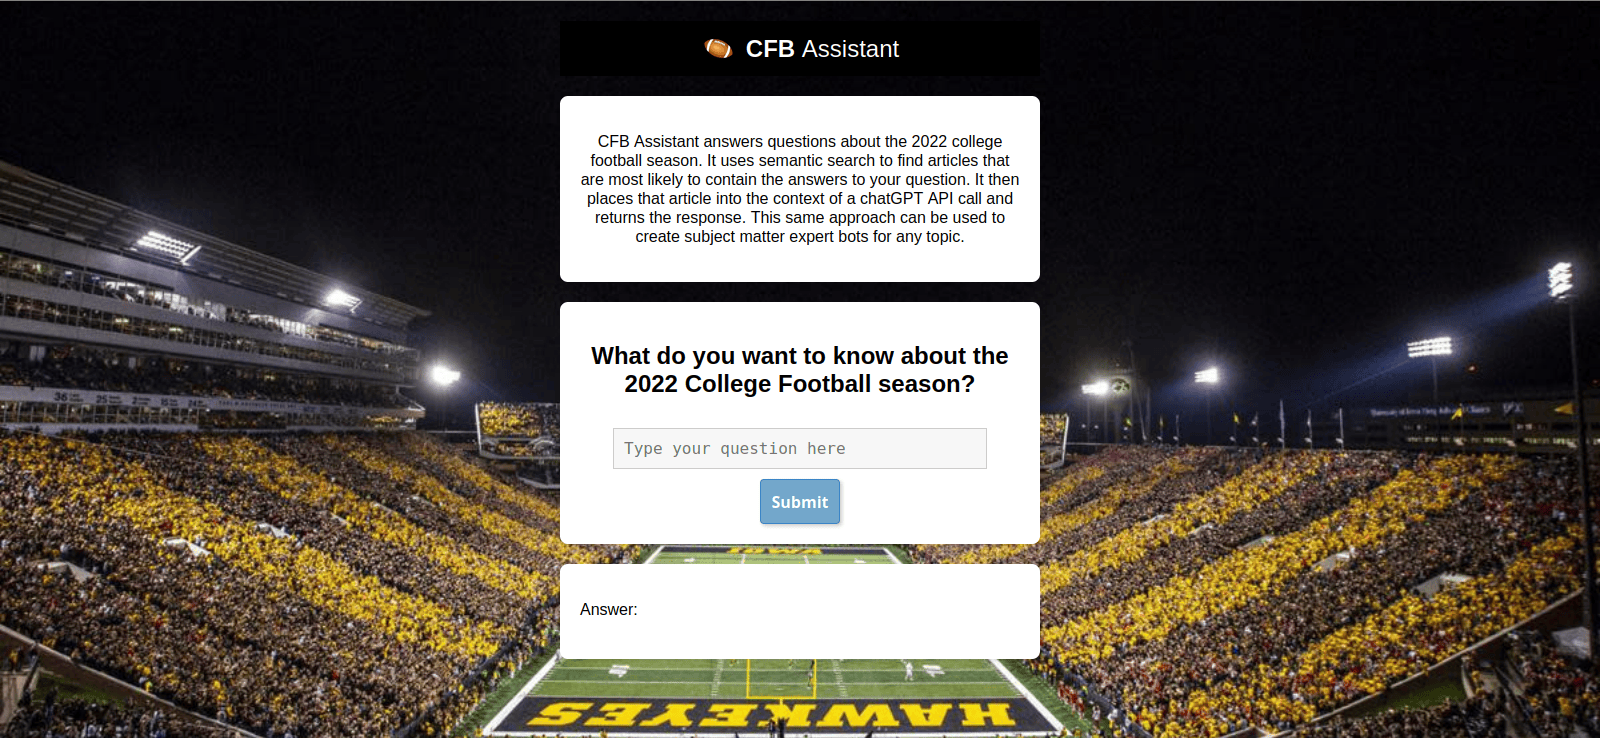 CFB Assistant
CFB Assistant answers questions about the 2022 college
football season. It uses semantic search to find articles that
are most likely to contain the answers to your question. It then
places that article into the context of a chatGPT API call and
returns the response. This same approach can be used to
create subject matter expert bots for any topic.
What do you want to know about the
2022 College Football season?
Type your question here
Submit
IOWA
Answer:
HAWKEYES